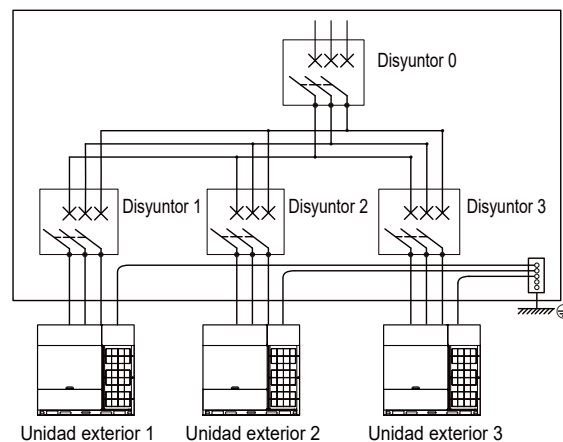 Disyuntor 0
Disyuntor 1
Disyuntor 2
Disyuntor 3
Unidad exterior 1
Unidad exterior 2
Unidad exterior 3